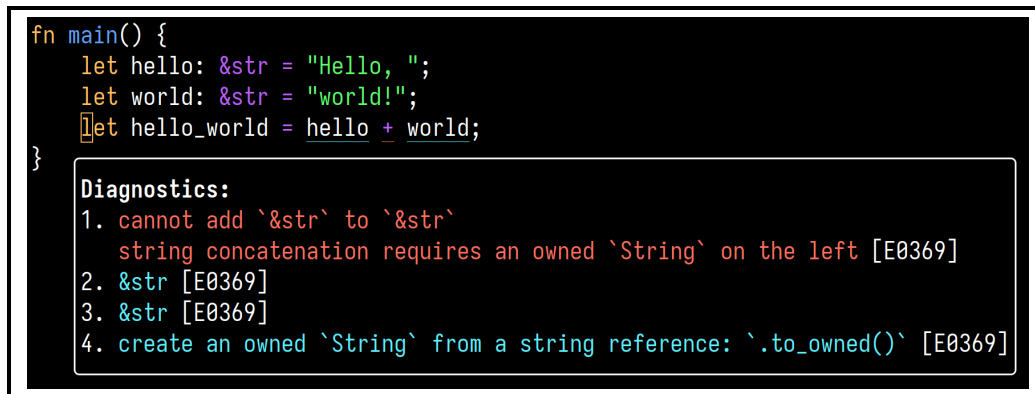 fn main() {
    let hello: &str = "Hello, ";
    let world: &str = "world!";
    let hello_world = hello + world;
}
Diagnostics:
1. cannot add `&str` to `&str`
   string concatenation requires an owned `String` on the left [E0369]
2. &str [E0369]
3. &str [E0369]
4. create an owned `String` from a string reference: `.to_owned()` [E0369]